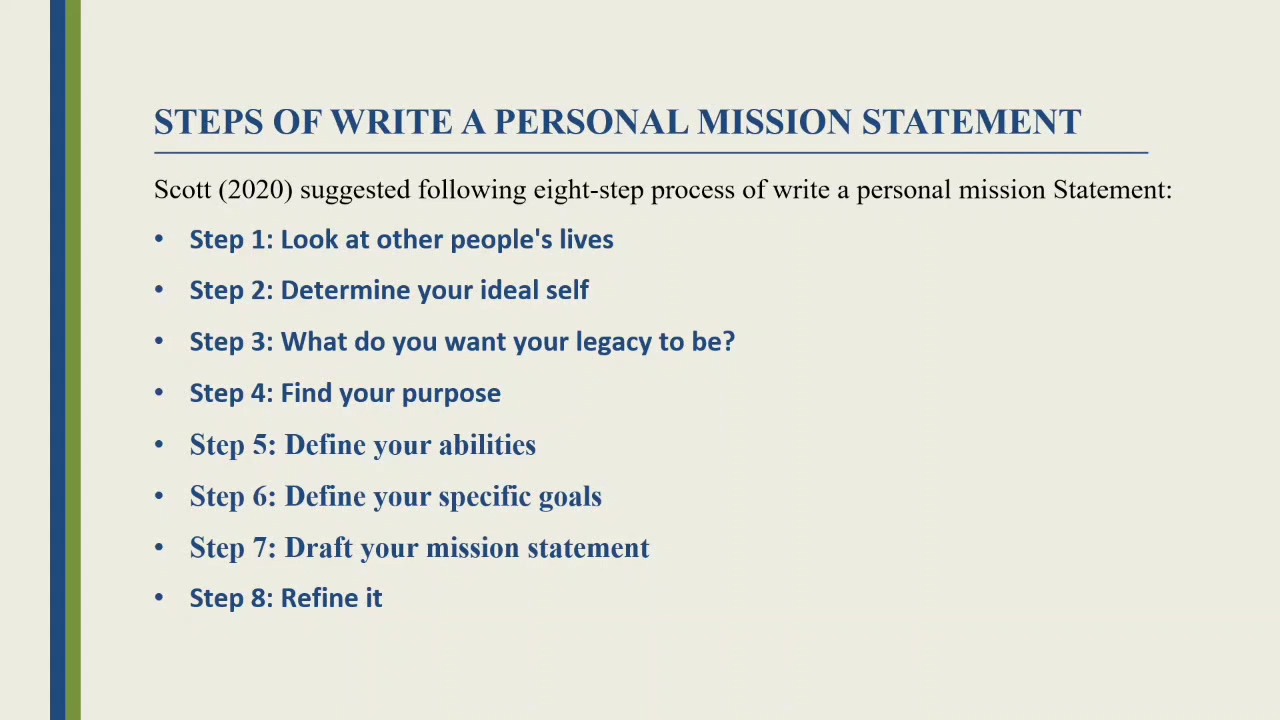 STEPS OF WRITE A PERSONAL MISSION STATEMENT
Scott (2020) suggested following eight-step process of write a personal mission Statement:
• Step 1: Look at other people's lives
• Step 2: Determine your ideal self
• Step 3: What do you want your legacy to be?
• Step 4: Find your purpose
• Step 5: Define your abilities
• Step 6: Define your specific goals
• Step 7: Draft your mission statement
• Step 8: Refine it